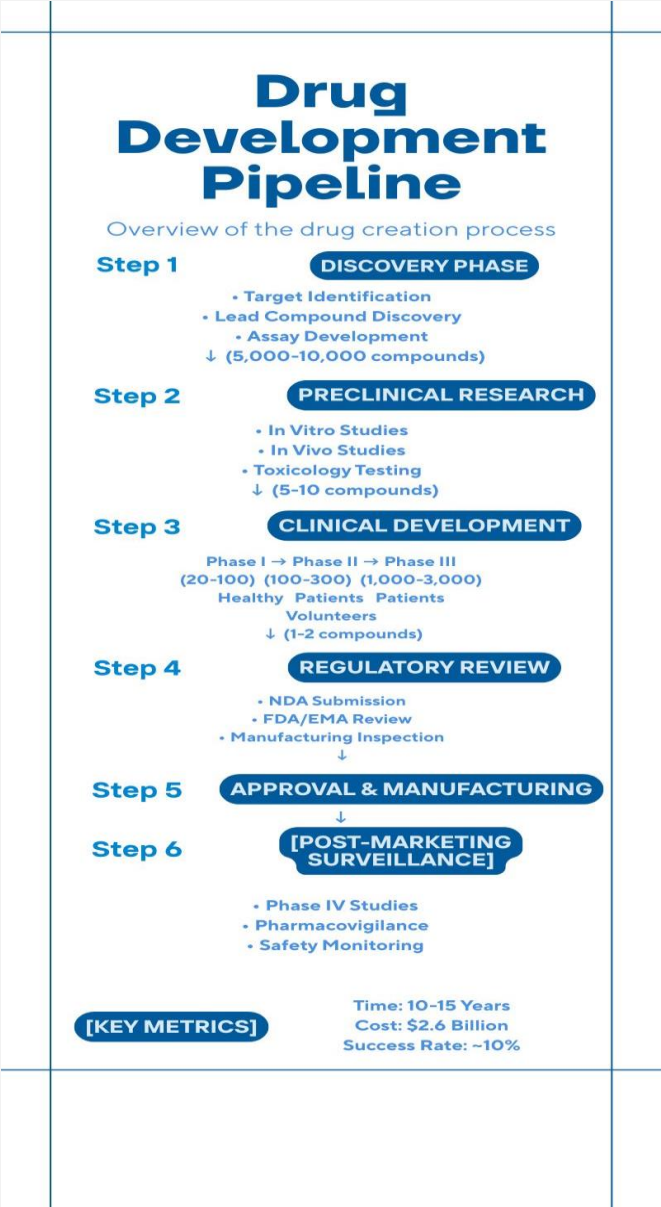 Drug
Development
Pipeline
Overview of the drug creation process
Step 1
DISCOVERY PHASE
• Target Identification
• Lead Compound Discovery
• Assay Development
↓ (5,000-10,000 compounds)
Step 2
PRECLINICAL RESEARCH
• In Vitro Studies
• In Vivo Studies
• Toxicology Testing
↓ (5-10 compounds)
Step 3
CLINICAL DEVELOPMENT
Phase I → Phase II → Phase III
(20-100) (100-300) (1,000-3,000)
Healthy Patients Patients
Volunteers
↓ (1-2 compounds)
Step 4
REGULATORY REVIEW
• NDA Submission
• FDA/EMA Review
• Manufacturing Inspection
↓
Step 5
APPROVAL & MANUFACTURING
↓
Step 6
[POST-MARKETING
SURVEILLANCE]
• Phase IV Studies
• Pharmacovigilance
• Safety Monitoring
[KEY METRICS]
Time: 10-15 Years
Cost: $2.6 Billion
Success Rate: ~10%